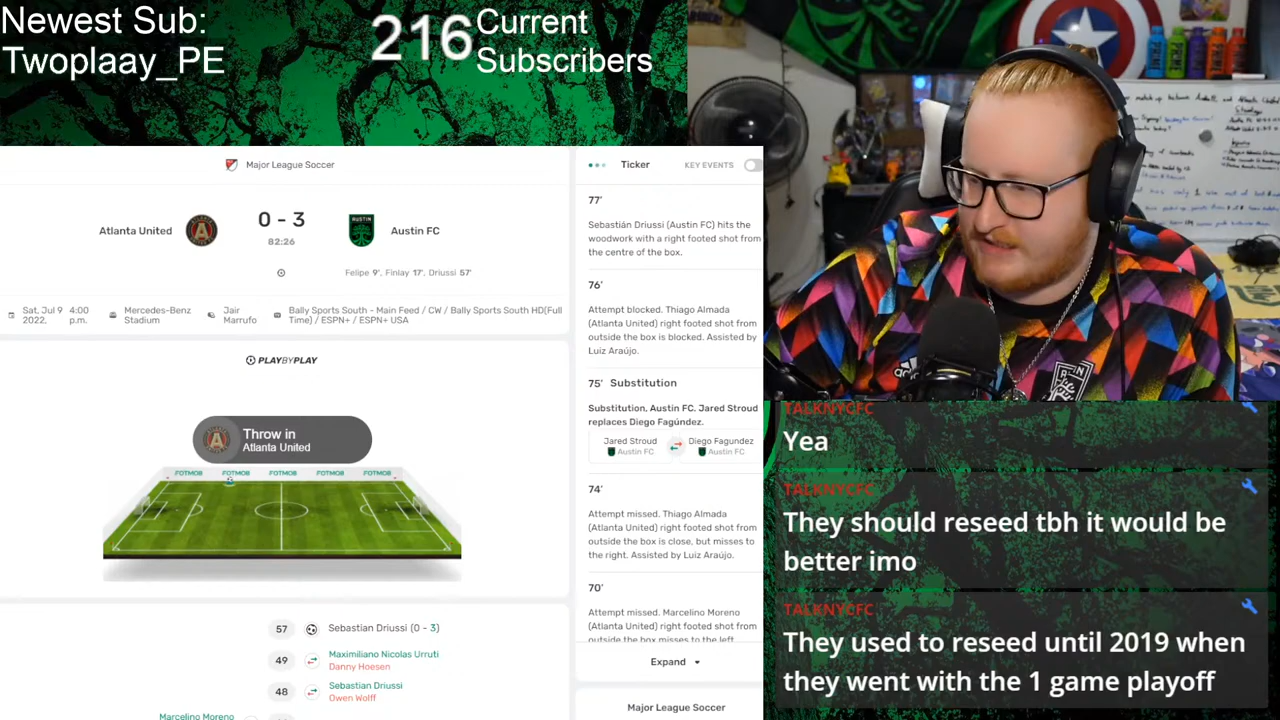 Newest Sub:
Twoplaay_PE
216
Current
Subscribers
Major League Soccer
Atlanta United
0 - 3
82:26
AUSTIN
Austin FC
Felipe 9', Finlay 17', Driussi 57'
Sat, Jul 9
2022,
4:00
p.m.
Mercedes-Benz
Stadium
Jair
Marrufo
Bally Sports South - Main Feed / CW / Bally Sports South HD(Full
Time) / ESPN+ / ESPN+ USA
PLAYBYPLAY
Throw in
Atlanta United
FOTMOB FOTMOB FOTMOB FOTMOB FOTMOB
57 Sebastian Driussi (0 - 3)
49 Maximiliano Nicolas Urruti
Danny Hoesen
48 Sebastian Driussi
Owen Wolff
Marcelino Moreno
Ticker
KEY EVENTS
77'
Sebastián Driussi (Austin FC) hits the
woodwork with a right footed shot from
the centre of the box.
76'
Attempt blocked. Thiago Almada
(Atlanta United) right footed shot from
outside the box is blocked. Assisted by
Luiz Araújo.
75' Substitution
Substitution, Austin FC. Jared Stroud
replaces Diego Fagúndez.
Jared Stroud
Austin FC
Diego Fagundez
Austin FC
74'
Attempt missed. Thiago Almada
(Atlanta United) right footed shot from
outside the box is close, but misses to
the right. Assisted by Luiz Araújo.
70'
Attempt missed. Marcelino Moreno
(Atlanta United) right footed shot from
outside the box misses to the left.
Expand
Major League Soccer
TALKNYCFC
Yea
TALKNYCFC
They should reseed tbh it would be
better imo
TALKNYCFC
They used to reseed until 2019 when
they went with the 1 game playoff